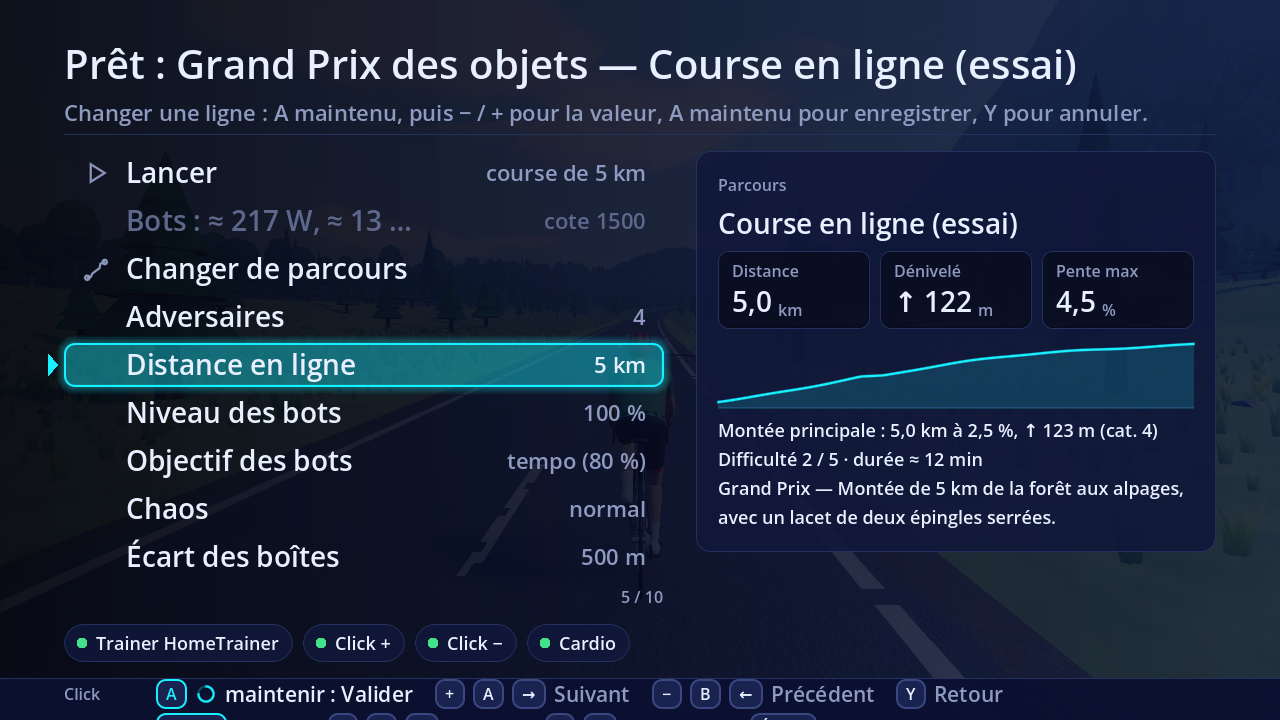 Prêt : Grand Prix des objets — Course en ligne (essai)
Changer une ligne : A maintenu, puis − / + pour la valeur, A maintenu pour enregistrer, Y pour annuler.
Lancer course de 5 km
Bots : ≈ 217 W, ≈ 13 ... cote 1500
Changer de parcours
Adversaires 4
Distance en ligne 5 km
Niveau des bots 100 %
Objectif des bots tempo (80 %)
Chaos normal
Écart des boîtes 500 m
5 / 10
Parcours
Course en ligne (essai)
Distance Dénivelé Pente max
5,0 km ↑ 122 m 4,5 %
Montée principale : 5,0 km à 2,5 %, ↑ 123 m (cat. 4)
Difficulté 2 / 5 · durée ≈ 12 min
Grand Prix — Montée de 5 km de la forêt aux alpages,
avec un lacet de deux épingles serrées.
Trainer HomeTrainer Click + Click − Cardio
Click A maintenir : Valider + A → Suivant − B ← Précédent Y Retour